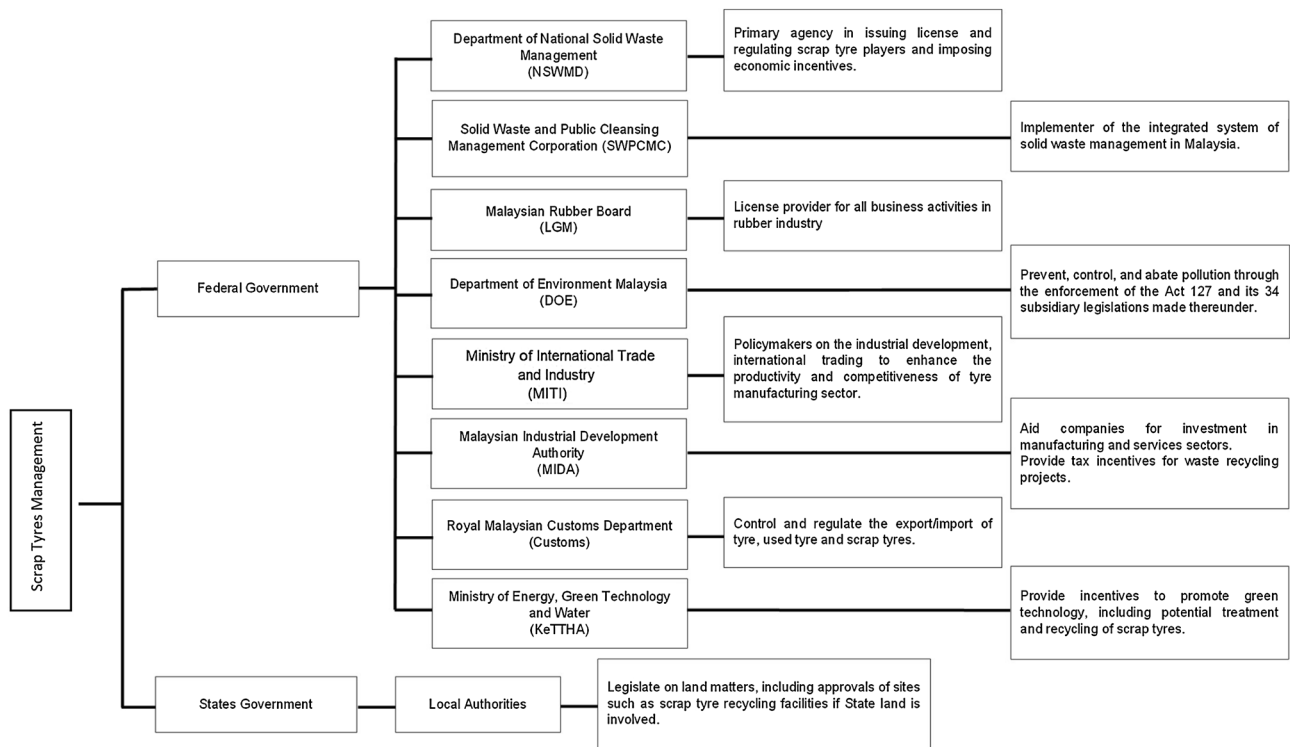 Scrap Tyres Management
Federal Government
Department of National Solid Waste
Management
(NSWMD)
Primary agency in issuing license and
regulating scrap tyre players and imposing
economic incentives.
Solid Waste and Public Cleansing
Management Corporation (SWPCMC)
Implementer of the integrated system of
solid waste management in Malaysia.
Malaysian Rubber Board
(LGM)
License provider for all business activities in
rubber industry
Department of Environment Malaysia
(DOE)
Prevent, control, and abate pollution through
the enforcement of the Act 127 and its 34
subsidiary legislations made thereunder.
Ministry of International Trade
and Industry
(MITI)
Policymakers on the industrial development,
international trading to enhance the
productivity and competitiveness of tyre
manufacturing sector.
Malaysian Industrial Development
Authority
(MIDA)
Aid companies for investment in
manufacturing and services sectors.
Provide tax incentives for waste recycling
projects.
Royal Malaysian Customs Department
(Customs)
Control and regulate the export/import of
tyre, used tyre and scrap tyres.
Ministry of Energy, Green Technology
and Water
(KeTTHA)
Provide incentives to promote green
technology, including potential treatment
and recycling of scrap tyres.
States Government
Local Authorities
Legislate on land matters, including approvals of sites
such as scrap tyre recycling facilities if State land is
involved.